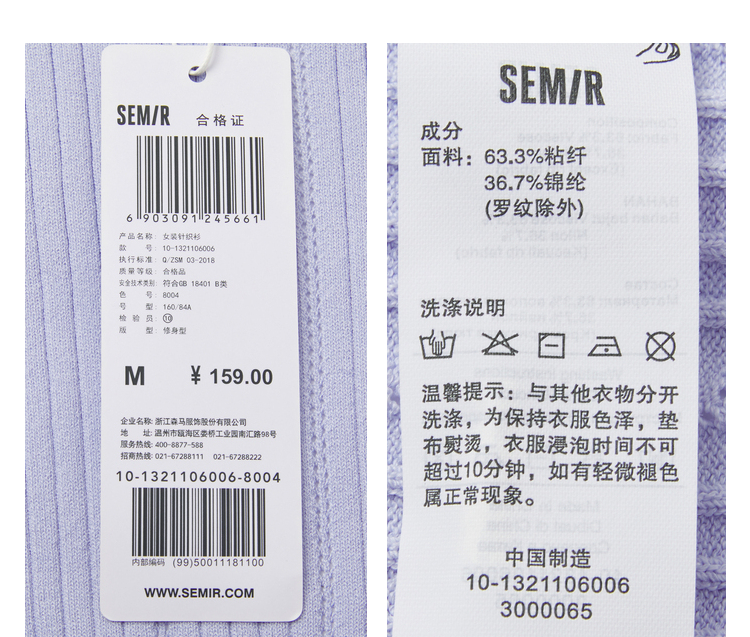 SEMIR 合格证
6 903091 245661
产品名称: 女装针织衫
款 号: 10-1321106006
执行标准: Q/ZSM 03-2018
质量等级: 合格品
安全技术类别: 符合GB 18401 B类
色 号: 8004
号 型: 160/84A
检 验 员: ⑩
版 型: 修身型
M ¥ 159.00
企业名称: 浙江森马服饰股份有限公司
地 址: 温州市瓯海区娄桥工业园南汇路98号
服务热线: 400-8877-588
招商热线: 021-67288111 021-67288222
10-1321106006-8004
内部编码 (99)50011181100
WWW.SEMIR.COM
SEMIR
成分
面料: 63.3%粘纤
36.7%锦纶
(罗纹除外)
洗涤说明
温馨提示: 与其他衣物分开
洗涤, 为保持衣服色泽, 垫
布熨烫, 衣服浸泡时间不可
超过10分钟, 如有轻微褪色
属正常现象。
中国制造
10-1321106006
3000065